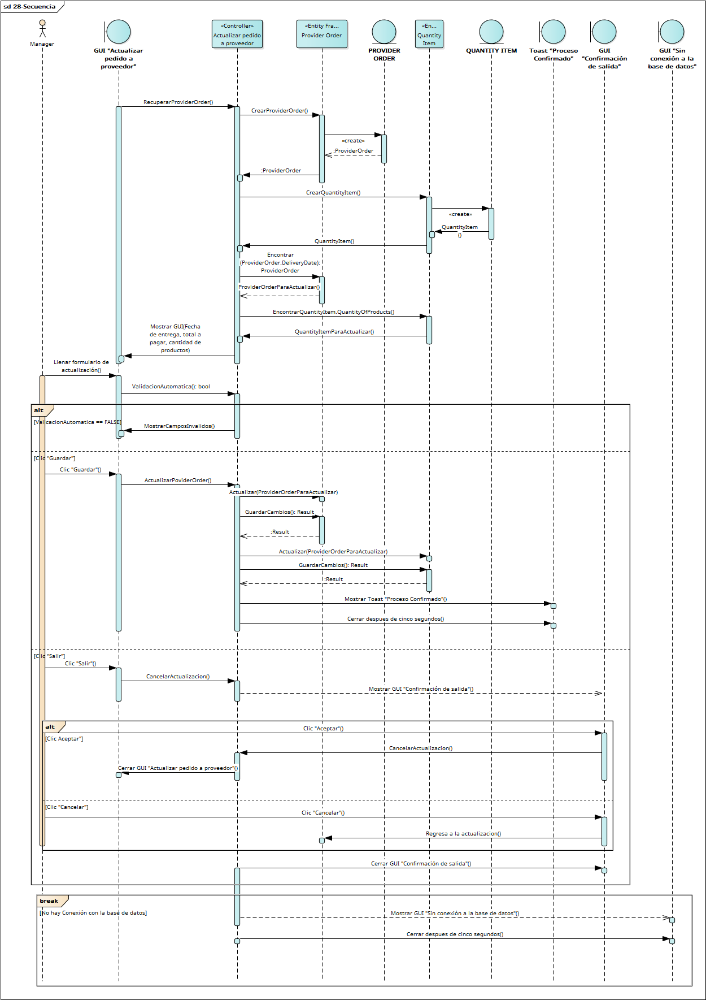 sd 28-Secuencia
Manager
GUI "Actualizar
pedido a
proveedor"
«Controller»
Actualizar pedido
a proveedor
«Entity Fra...
Provider Order
PROVIDER
ORDER
«En...
Quantity
Item
QUANTITY ITEM
Toast "Proceso
Confirmado"
GUI
"Confirmación
de salida"
GUI "Sin
conexión a la
base de datos"
RecuperarProviderOrder()
CrearProviderOrder()
«create»
:ProviderOrder
:ProviderOrder
CrearQuantityItem()
«create»
QuantityItem
()
QuantityItem()
Encontrar
(ProviderOrder.DeliveryDate):
ProviderOrder
ProviderOrderParaActualizar()
EncontrarQuantityItem.QuantityOfProducts()
QuantityItemParaActualizar()
Mostrar GUI(Fecha
de entrega, total a
pagar, cantidad de
productos)
Llenar formulario de
actualización()
ValidacionAutomatica(): bool
alt
[ValicacionAutomatica == FALSE]
MostrarCamposInvalidos()
[Clic "Guardar"]
Clic "Guardar"()
ActualizarPoviderOrder()
Actualizar(ProviderOrderParaActualizar)
GuardarCambios(): Result
:Result
Actualizar(ProviderOrderParaActualizar)
GuardarCambios(): Result
:Result
Mostrar Toast "Proceso Confirmado"()
Cerrar despues de cinco segundos()
[Clic "Salir"]
Clic "Salir"()
CancelarActualizacion()
Mostrar GUI "Confirmación de salida"()
alt
Clic "Aceptar"()
[Clic Aceptar"]
CancelarActualizacion()
Cerrar GUI "Actualizar pedido a proveedor"()
[Clic "Cancelar"]
Clic "Cancelar"()
Regresa a la actualizacion()
Cerrar GUI "Confirmación de salida"()
break
[No hay Conexión con la base de datos]
Mostrar GUI "Sin conexión a la base de datos"()
Cerrar despues de cinco segundos()